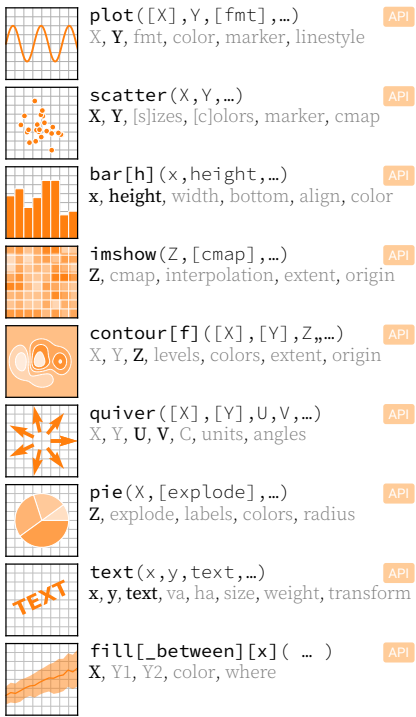 plot([X],Y,[fmt],…) API
X, Y, fmt, color, marker, linestyle
scatter(X,Y,…) API
X, Y, [s]izes, [c]olors, marker, cmap
bar[h](x,height,…) API
x, height, width, bottom, align, color
imshow(Z,[cmap],…) API
Z, cmap, interpolation, extent, origin
contour[f]([X],[Y],Z,,…) API
X, Y, Z, levels, colors, extent, origin
quiver([X],[Y],U,V,…) API
X, Y, U, V, C, units, angles
pie(X,[explode],…) API
Z, explode, labels, colors, radius
TEXT
text(x,y,text,…) API
x, y, text, va, ha, size, weight, transform
fill[_between][x]( … ) API
X, Y1, Y2, color, where